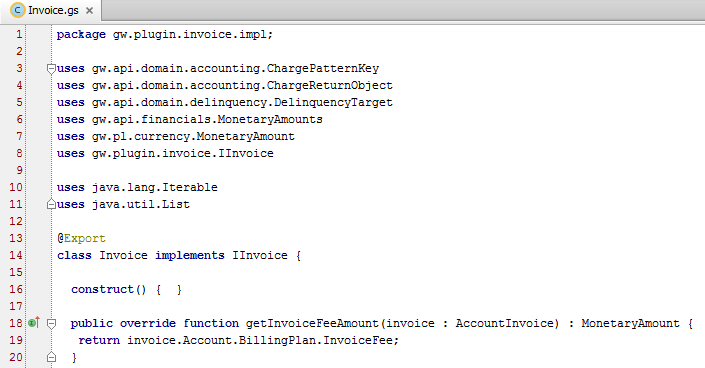 Invoice.gs
1 package gw.plugin.invoice.impl;
2
3 uses gw.api.domain.accounting.ChargePatternKey
4 uses gw.api.domain.accounting.ChargeReturnObject
5 uses gw.api.domain.delinquency.DelinquencyTarget
6 uses gw.api.financials.MonetaryAmounts
7 uses gw.pl.currency.MonetaryAmount
8 uses gw.plugin.invoice.IInvoice
9
10 uses java.lang.Iterable
11 uses java.util.List
12
13 @Export
14 class Invoice implements IInvoice {
15
16 construct() {  }
17
18 public override function getInvoiceFeeAmount(invoice : AccountInvoice) : MonetaryAmount {
19 return invoice.Account.BillingPlan.InvoiceFee;
20 }